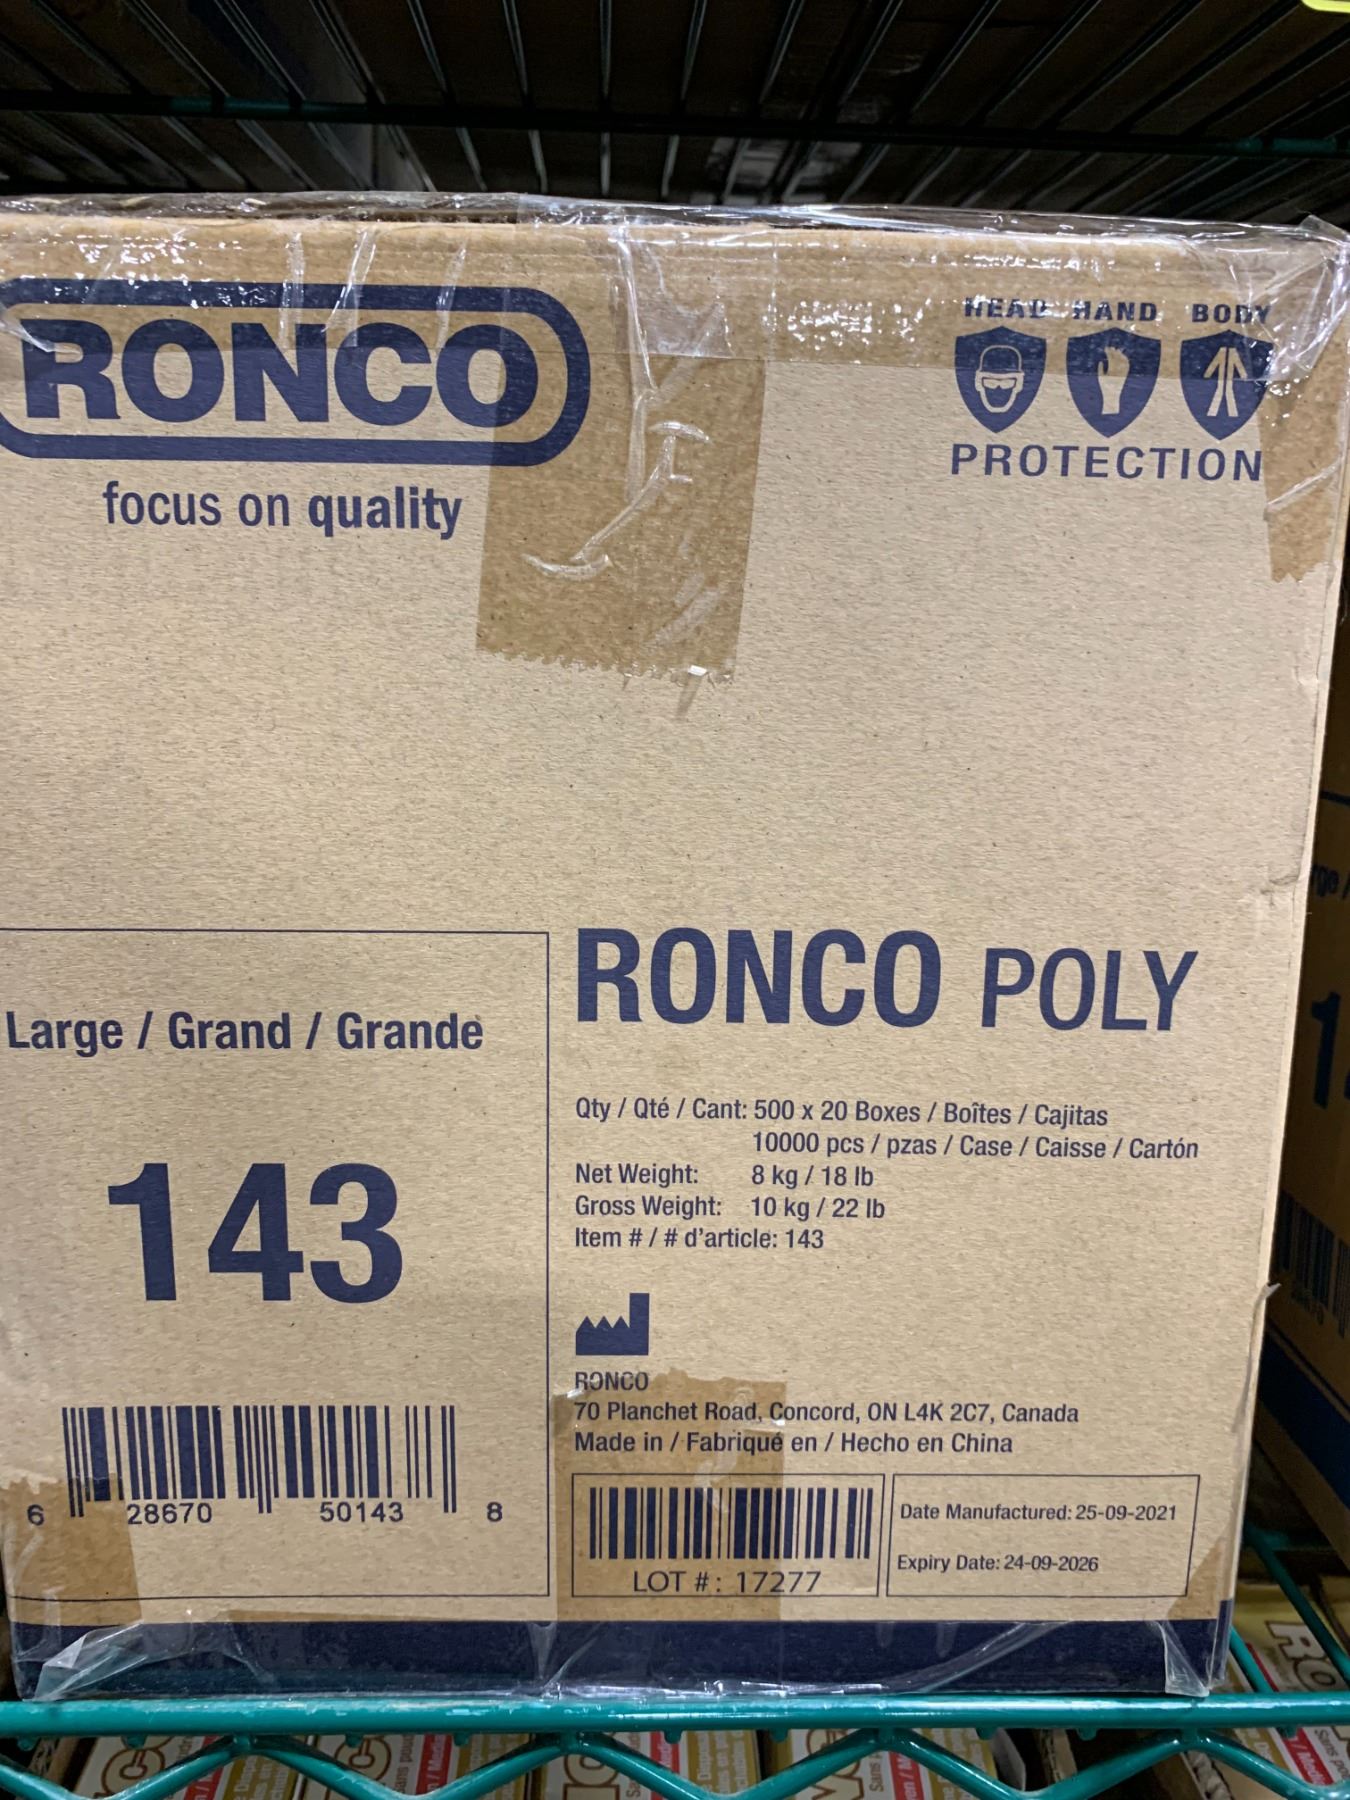 RONCO
focus on quality
HEAD HAND BODY
PROTECTION
Large / Grand / Grande
143
6 28670 50143 8
RONCO POLY
Qty / Qté / Cant: 500 x 20 Boxes / Boîtes / Cajitas
10000 pcs / pzas / Case / Caisse / Cartón
Net Weight: 8 kg / 18 lb
Gross Weight: 10 kg / 22 lb
Item # / # d'article: 143
RONCO
70 Planchet Road, Concord, ON L4K 2C7, Canada
Made in / Fabriqué en / Hecho en China
LOT #: 17277
Date Manufactured: 25-09-2021
Expiry Date: 24-09-2026